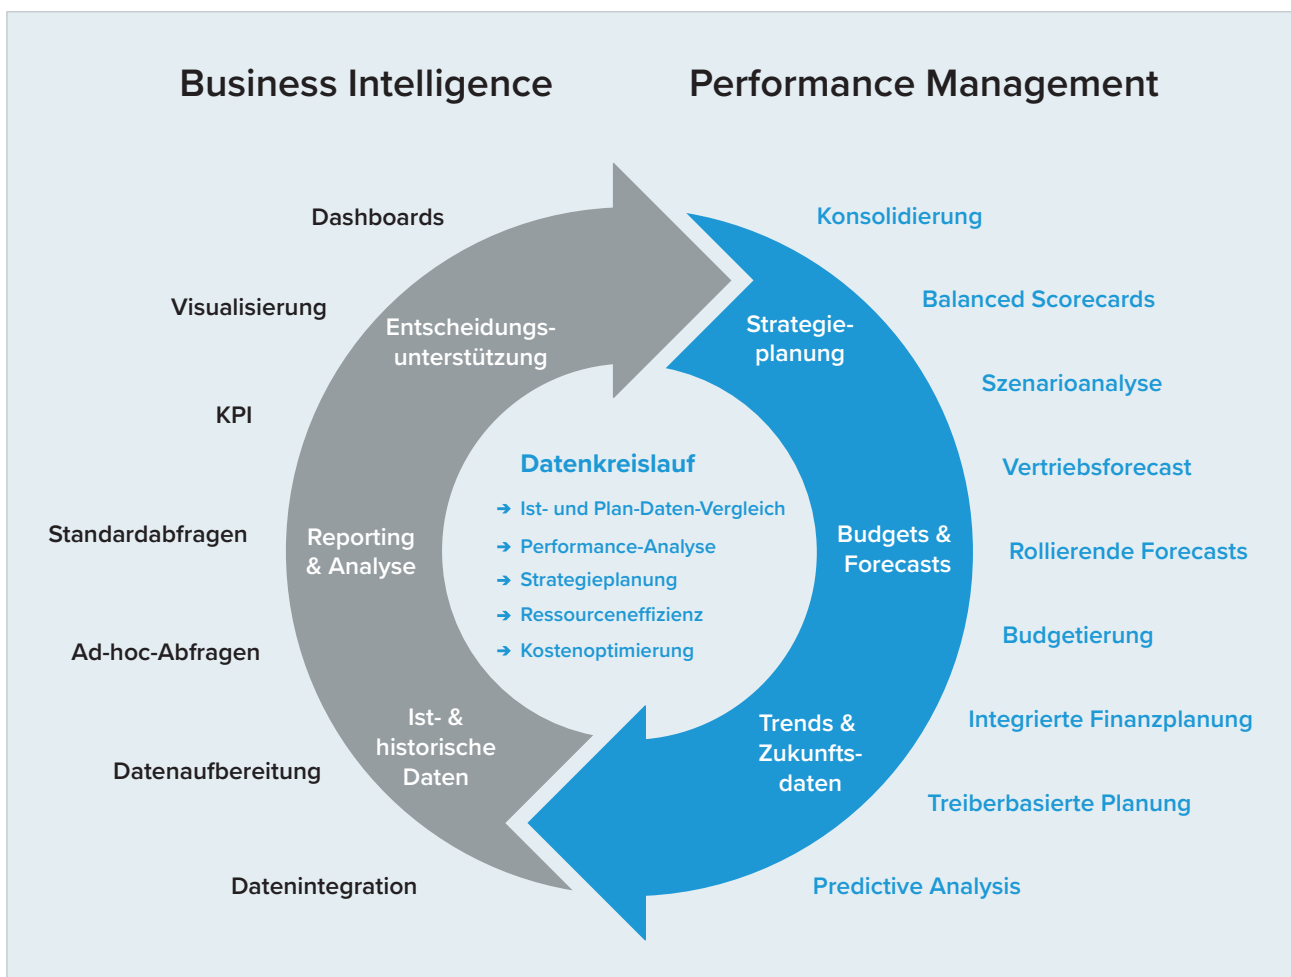 Business Intelligence
Performance Management
Dashboards
Visualisierung
KPI
Standardabfragen
Ad-hoc-Abfragen
Datenaufbereitung
Datenintegration
Entscheidungs-
unterstützung
Reporting
& Analyse
Ist- &
historische
Daten
Datenkreislauf
➔ Ist- und Plan-Daten-Vergleich
➔ Performance-Analyse
➔ Strategieplanung
➔ Ressourceneffizienz
➔ Kostenoptimierung
Strategie-
planung
Budgets &
Forecasts
Trends &
Zukunfts-
daten
Konsolidierung
Balanced Scorecards
Szenarioanalyse
Vertriebsforecast
Rollierende Forecasts
Budgetierung
Integrierte Finanzplanung
Treiberbasierte Planung
Predictive Analysis